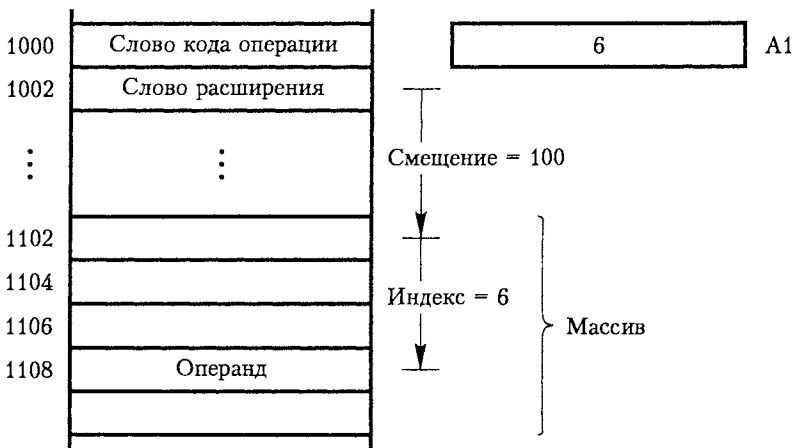 1000 Слово кода операции 6 A1
1002 Слово расширения
Смещение = 100
1102
1104
Индекс = 6
1106 Массив
1108 Операнд